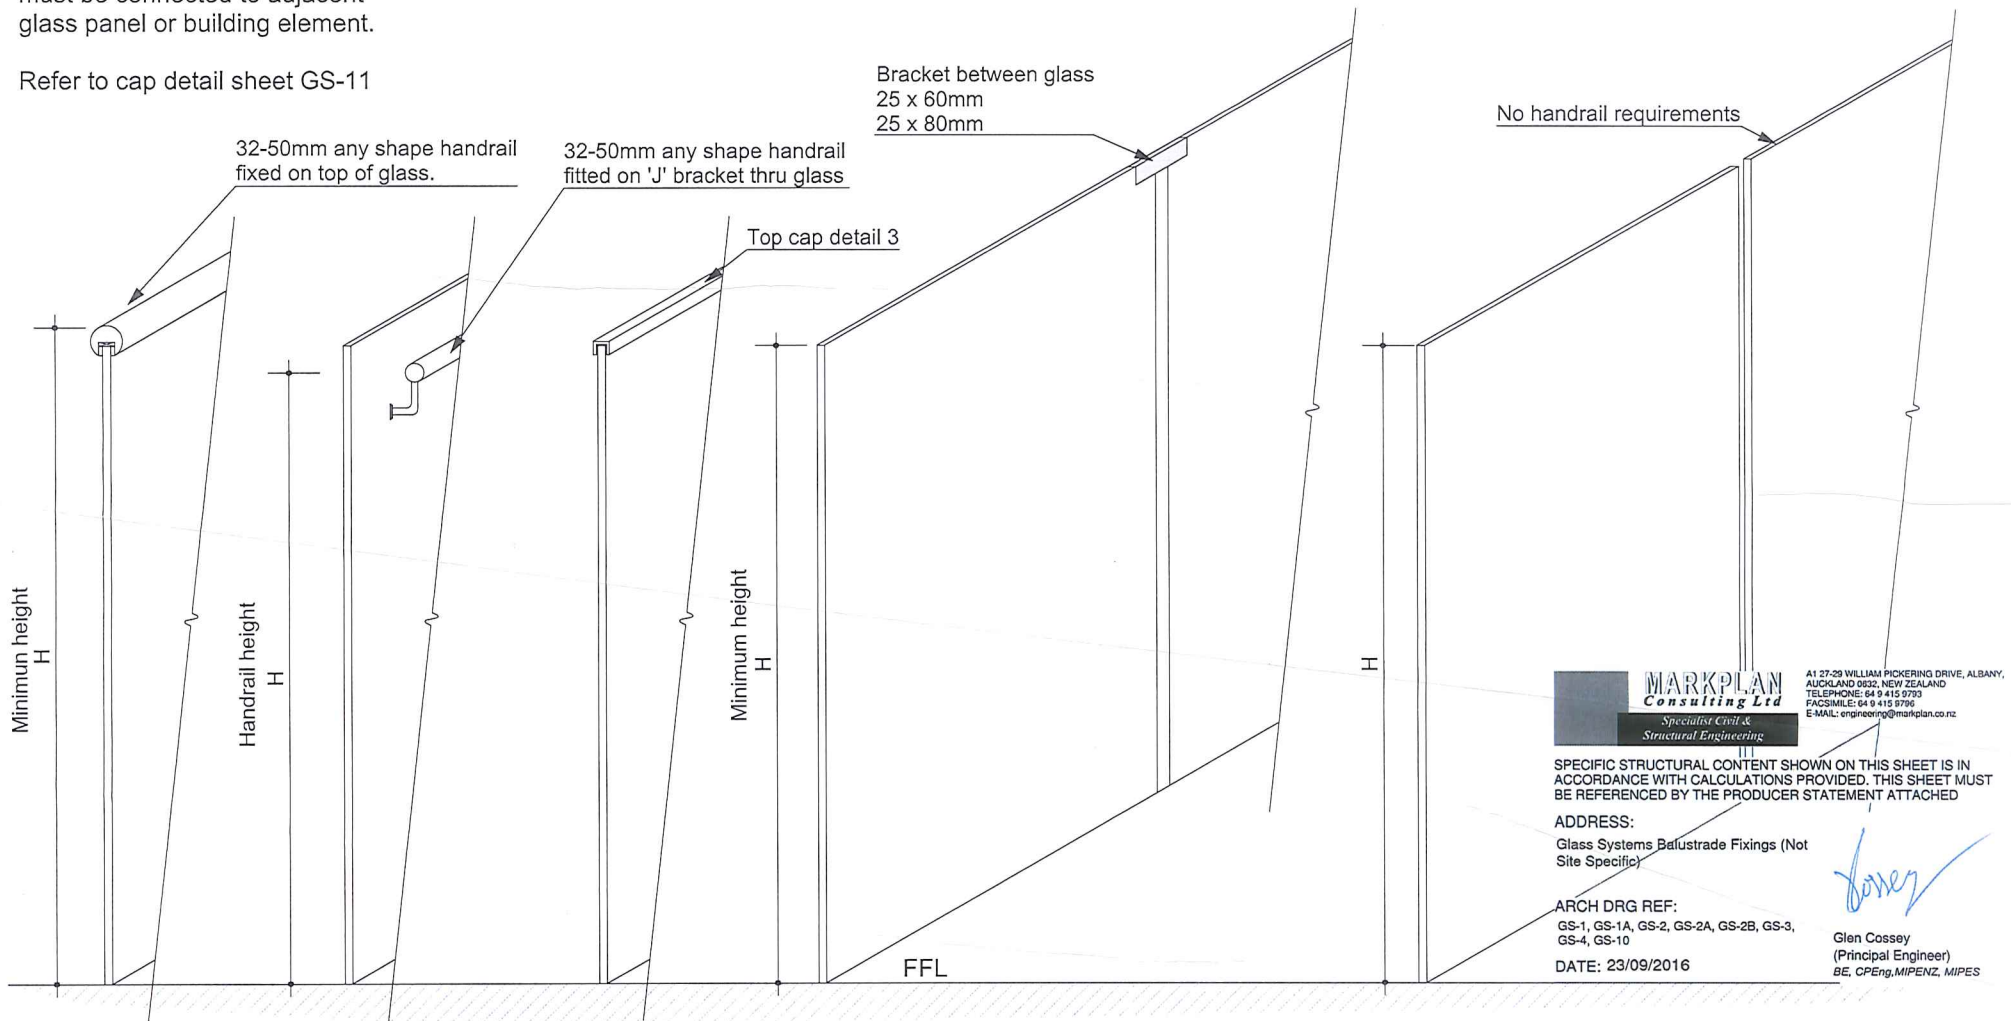 must be connected to adjacent
glass panel or building element.
Refer to cap detail sheet GS-11
32-50mm any shape handrail
fixed on top of glass.
32-50mm any shape handrail
fitted on 'J' bracket thru glass
Top cap detail 3
Bracket between glass
25 x 60mm
25 x 80mm
No handrail requirements
Minimun height
H
Handrail height
H
Minimum height
H
H
FFL
MARKPLAN
Consulting Ltd
Specialist Civil &
Structural Engineering
A1 27-29 WILLIAM PICKERING DRIVE, ALBANY,
AUCKLAND 0632, NEW ZEALAND
TELEPHONE: 64 9 415 9793
FACSIMILE: 64 9 415 9796
E-MAIL: engineering@markplan.co.nz
SPECIFIC STRUCTURAL CONTENT SHOWN ON THIS SHEET IS IN
ACCORDANCE WITH CALCULATIONS PROVIDED. THIS SHEET MUST
BE REFERENCED BY THE PRODUCER STATEMENT ATTACHED
ADDRESS:
Glass Systems Balustrade Fixings (Not
Site Specific)
ARCH DRG REF:
GS-1, GS-1A, GS-2, GS-2A, GS-2B, GS-3,
GS-4, GS-10
DATE: 23/09/2016
Cossey
Glen Cossey
(Principal Engineer)
BE, CPEng,MIPENZ, MIPES